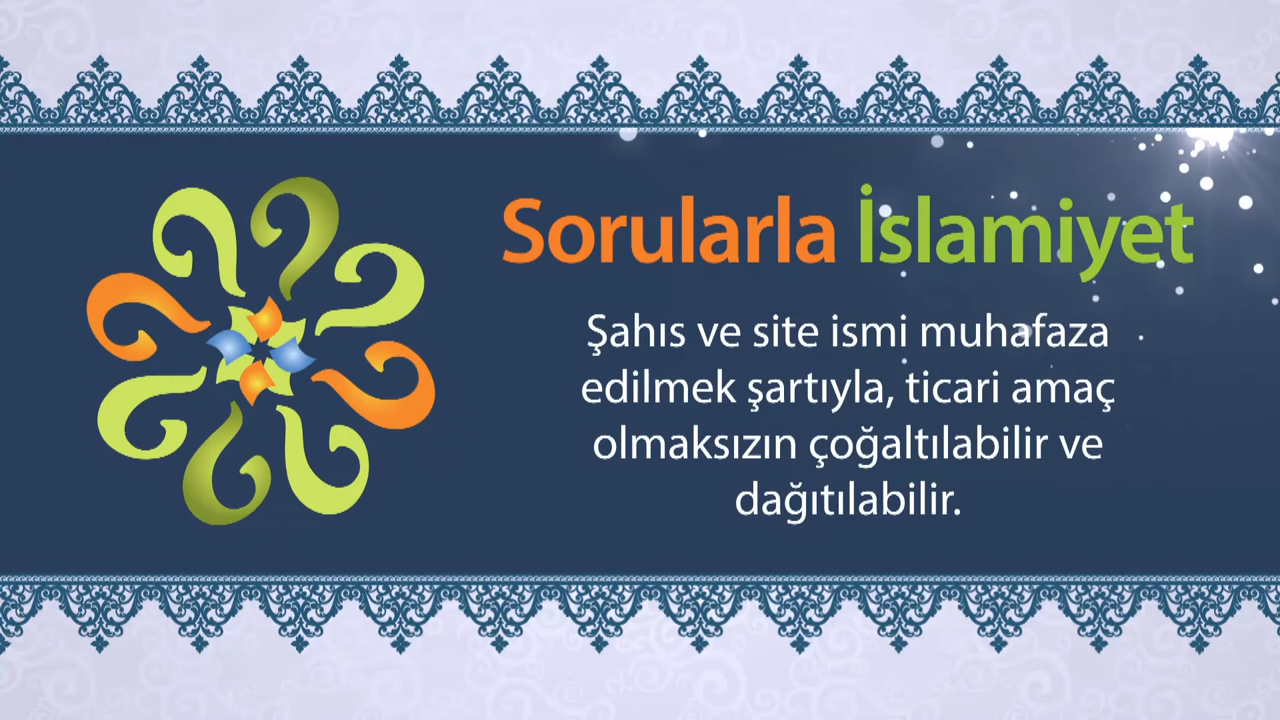 Sorularla İslamiyet
Şahıs ve site ismi muhafaza
edilmek şartıyla, ticari amaç
olmaksızın çoğaltılabilir ve
dağıtılabilir.